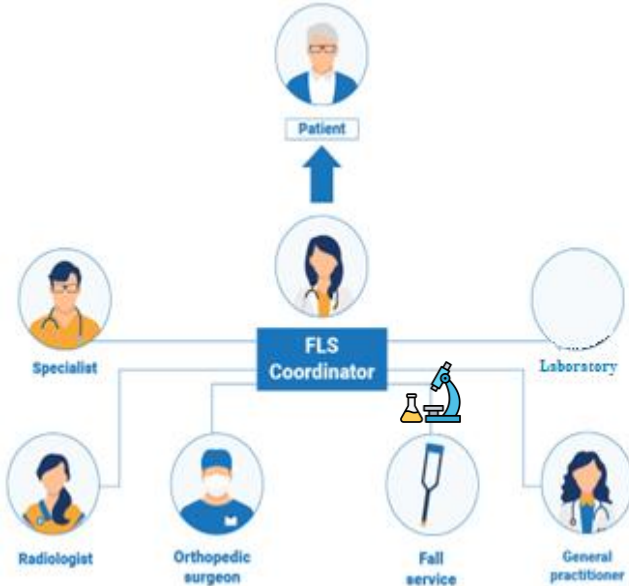 Patient
FLS
Coordinator
Specialist
Laboratory
Radiologist
Orthopedic
surgeon
Fall
service
General
practitioner